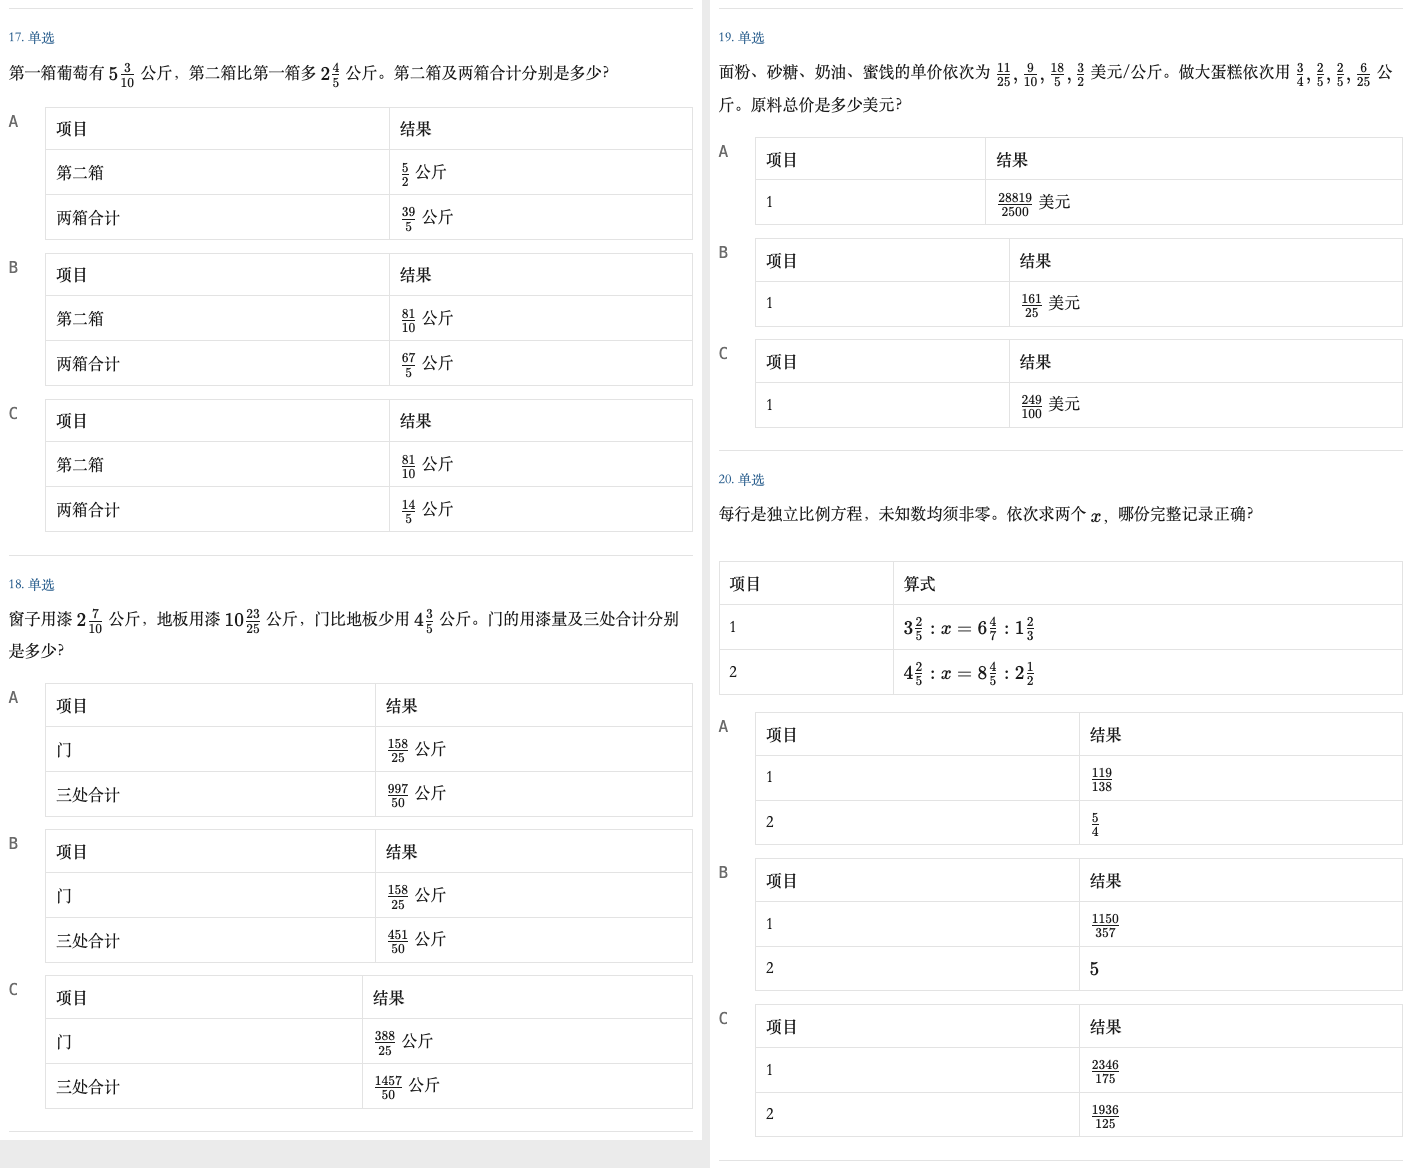 17. 单选
第一箱葡萄有 5 3/10 公斤，第二箱比第一箱多 2 4/5 公斤。第二箱及两箱合计分别是多少?
A
项目 结果
第二箱 5/2 公斤
两箱合计 39/5 公斤
B
项目 结果
第二箱 81/10 公斤
两箱合计 67/5 公斤
C
项目 结果
第二箱 81/10 公斤
两箱合计 14/5 公斤
18. 单选
窗子用漆 2 7/10 公斤，地板用漆 10 23/25 公斤，门比地板少用 4 3/5 公斤。门的用漆量及三处合计分别
是多少?
A
项目 结果
门 158/25 公斤
三处合计 997/50 公斤
B
项目 结果
门 158/25 公斤
三处合计 451/50 公斤
C
项目 结果
门 388/25 公斤
三处合计 1457/50 公斤
19. 单选
面粉、砂糖、奶油、蜜饯的单价依次为 11/25, 9/10, 18/5, 3/2 美元/公斤。做大蛋糕依次用 3/4, 2/5, 2/5, 6/25 公
斤。原料总价是多少美元?
A
项目 结果
1 28819/2500 美元
B
项目 结果
1 161/25 美元
C
项目 结果
1 249/100 美元
20. 单选
每行是独立比例方程，未知数均须非零。依次求两个 x，哪份完整记录正确?
项目 算式
1 3 2/5 : x = 6 4/7 : 1 2/3
2 4 2/5 : x = 8 4/5 : 2 1/2
A
项目 结果
1 119/138
2 5/4
B
项目 结果
1 1150/357
2 5
C
项目 结果
1 2346/175
2 1936/125